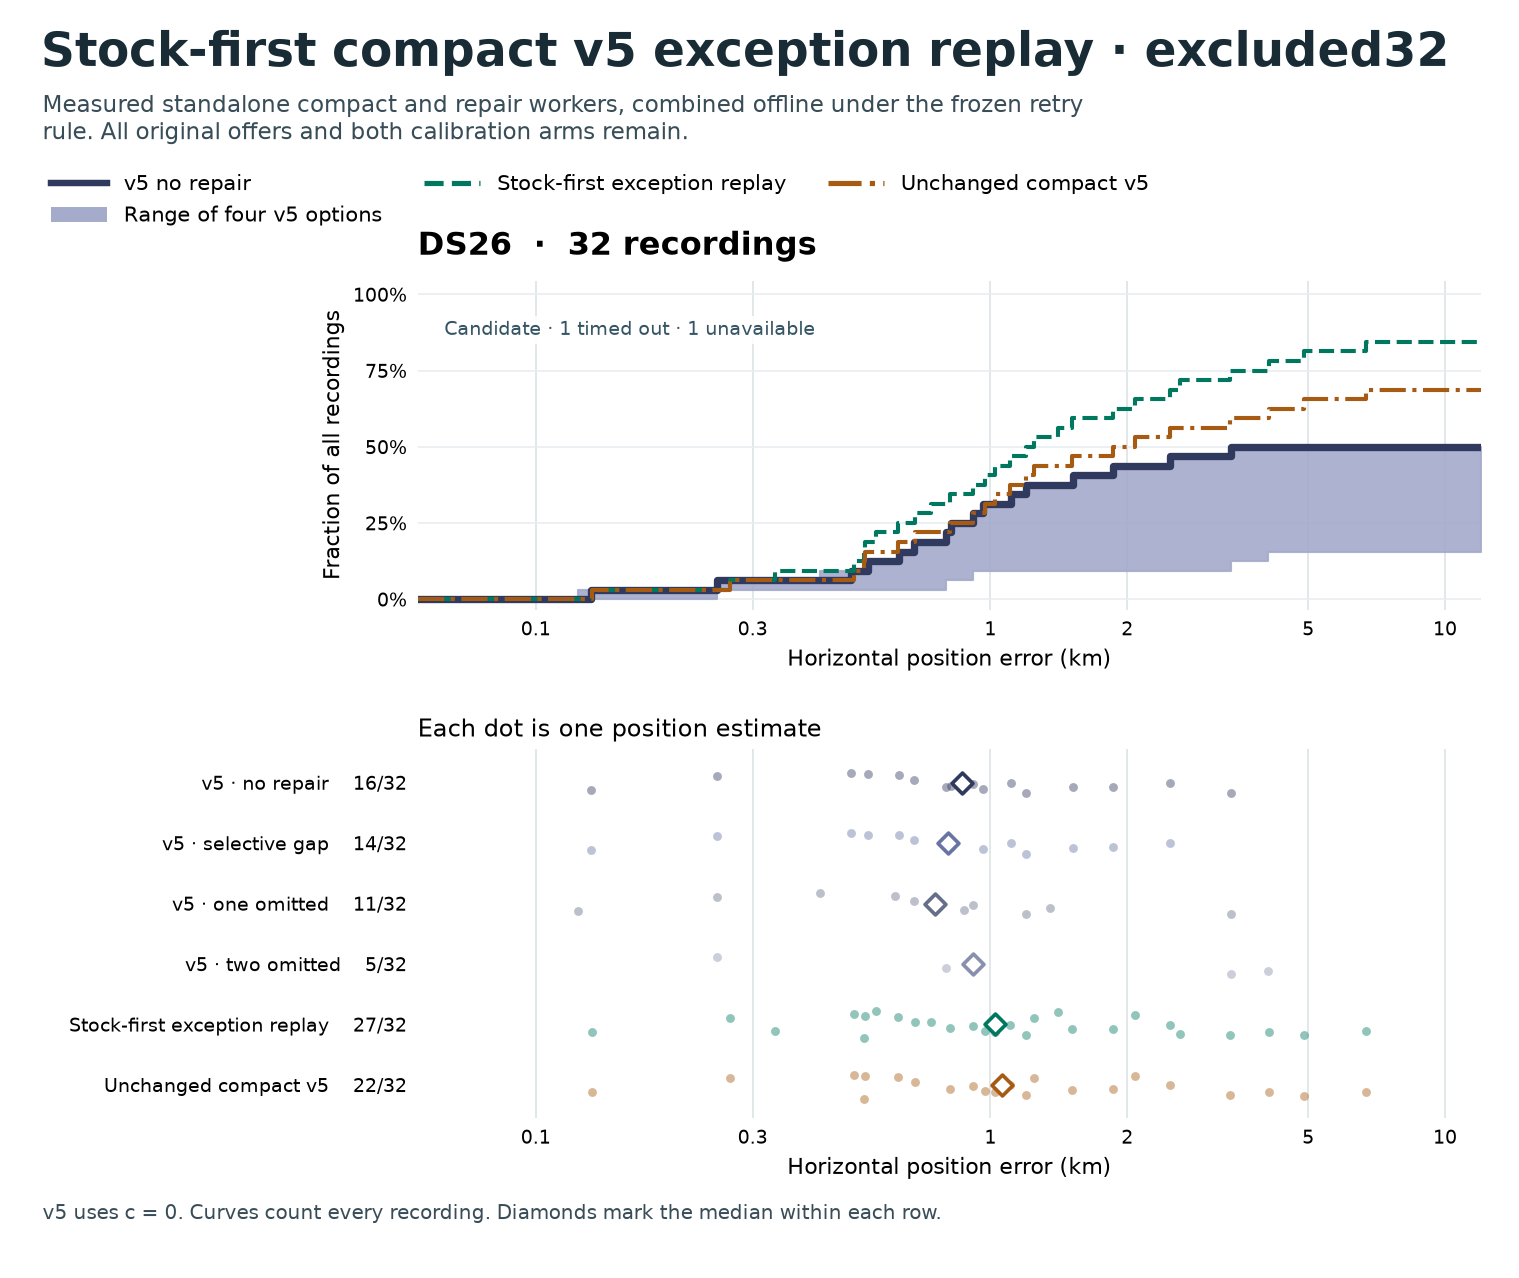 Stock-first compact v5 exception replay · excluded32
Measured standalone compact and repair workers, combined offline under the frozen retry
rule. All original offers and both calibration arms remain.
v5 no repair
Stock-first exception replay
Unchanged compact v5
Range of four v5 options
DS26 · 32 recordings
100%
75%
50%
25%
0%
Fraction of all recordings
Candidate · 1 timed out · 1 unavailable
0.1 0.3 1 2 5 10
Horizontal position error (km)
Each dot is one position estimate
v5 · no repair 16/32
v5 · selective gap 14/32
v5 · one omitted 11/32
v5 · two omitted 5/32
Stock-first exception replay 27/32
Unchanged compact v5 22/32
0.1 0.3 1 2 5 10
Horizontal position error (km)
v5 uses c = 0. Curves count every recording. Diamonds mark the median within each row.